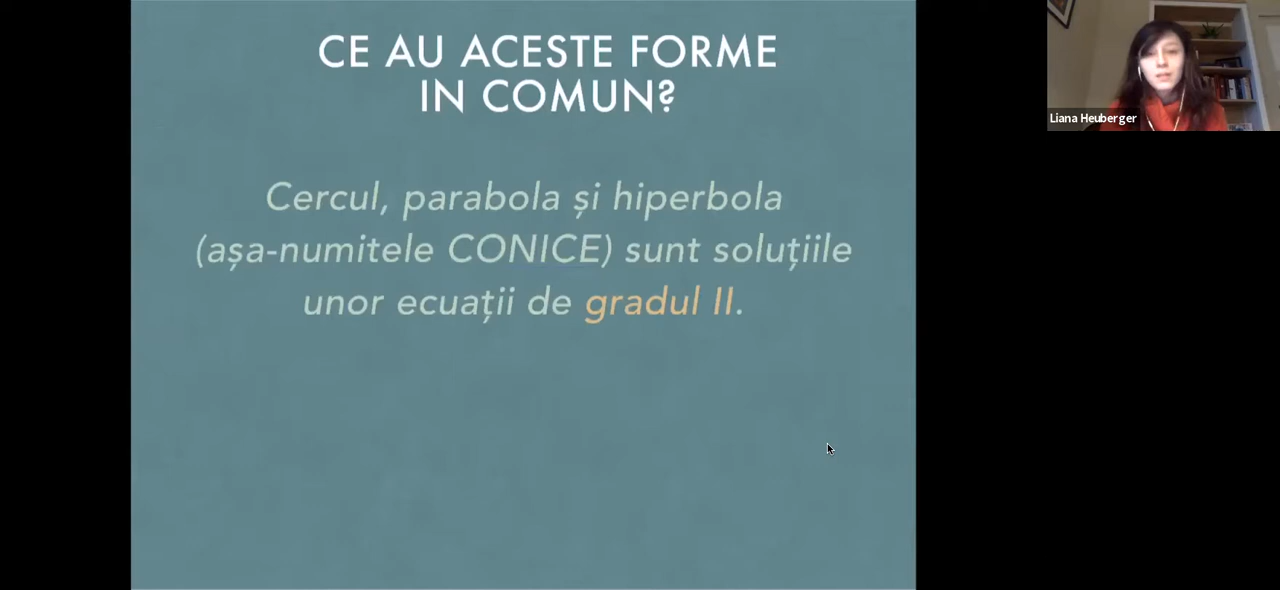 CE AU ACESTE FORME
IN COMUN?
Cercul, parabola și hiperbola
(așa-numitele CONICE) sunt soluțiile
unor ecuații de gradul II.
Liana Heuberger